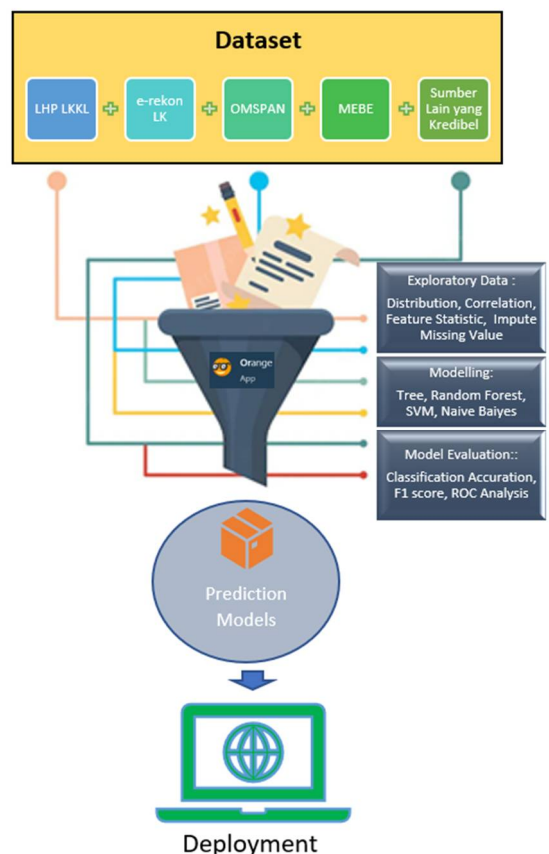 Dataset
LHP LKKL
e-rekon
LK
OMSPAN
MEBE
Sumber
Lain yang
Kredibel
Exploratory Data :
Distribution, Correlation,
Feature Statistic, Impute
Missing Value
Orange
App
Modelling:
Tree, Random Forest,
SVM, Naive Baiyes
Model Evaluation::
Classification Accuration,
F1 score, ROC Analysis
Prediction
Models
Deployment